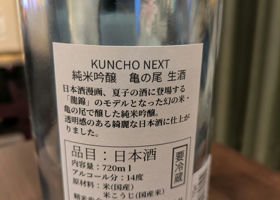 KUNCHO NEXT
純米吟醸 亀の尾 生酒
日本酒漫画、夏子の酒に登場する
「龍錦」のモデルとなった幻の米・
亀の尾で醸した純米吟醸。
透明感のある綺麗な日本酒に仕上が
りました。
品目：日本酒
要冷蔵
内容量：720ml
アルコール分：14度
原材料：米(国産)
米こうじ(国産米)